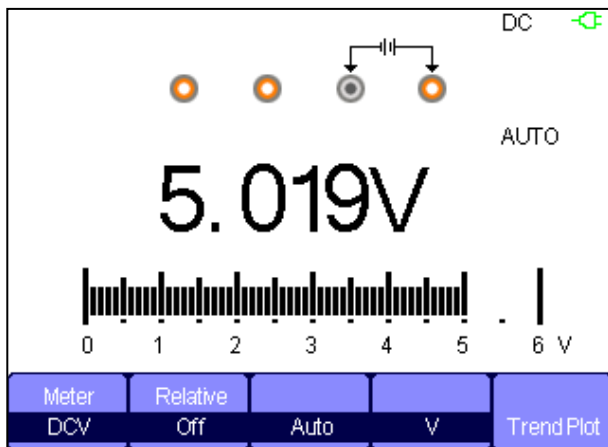 DC
AUTO
5.019V
0 1 2 3 4 5 6 V
Meter Relative
DCV Off Auto V Trend Plot